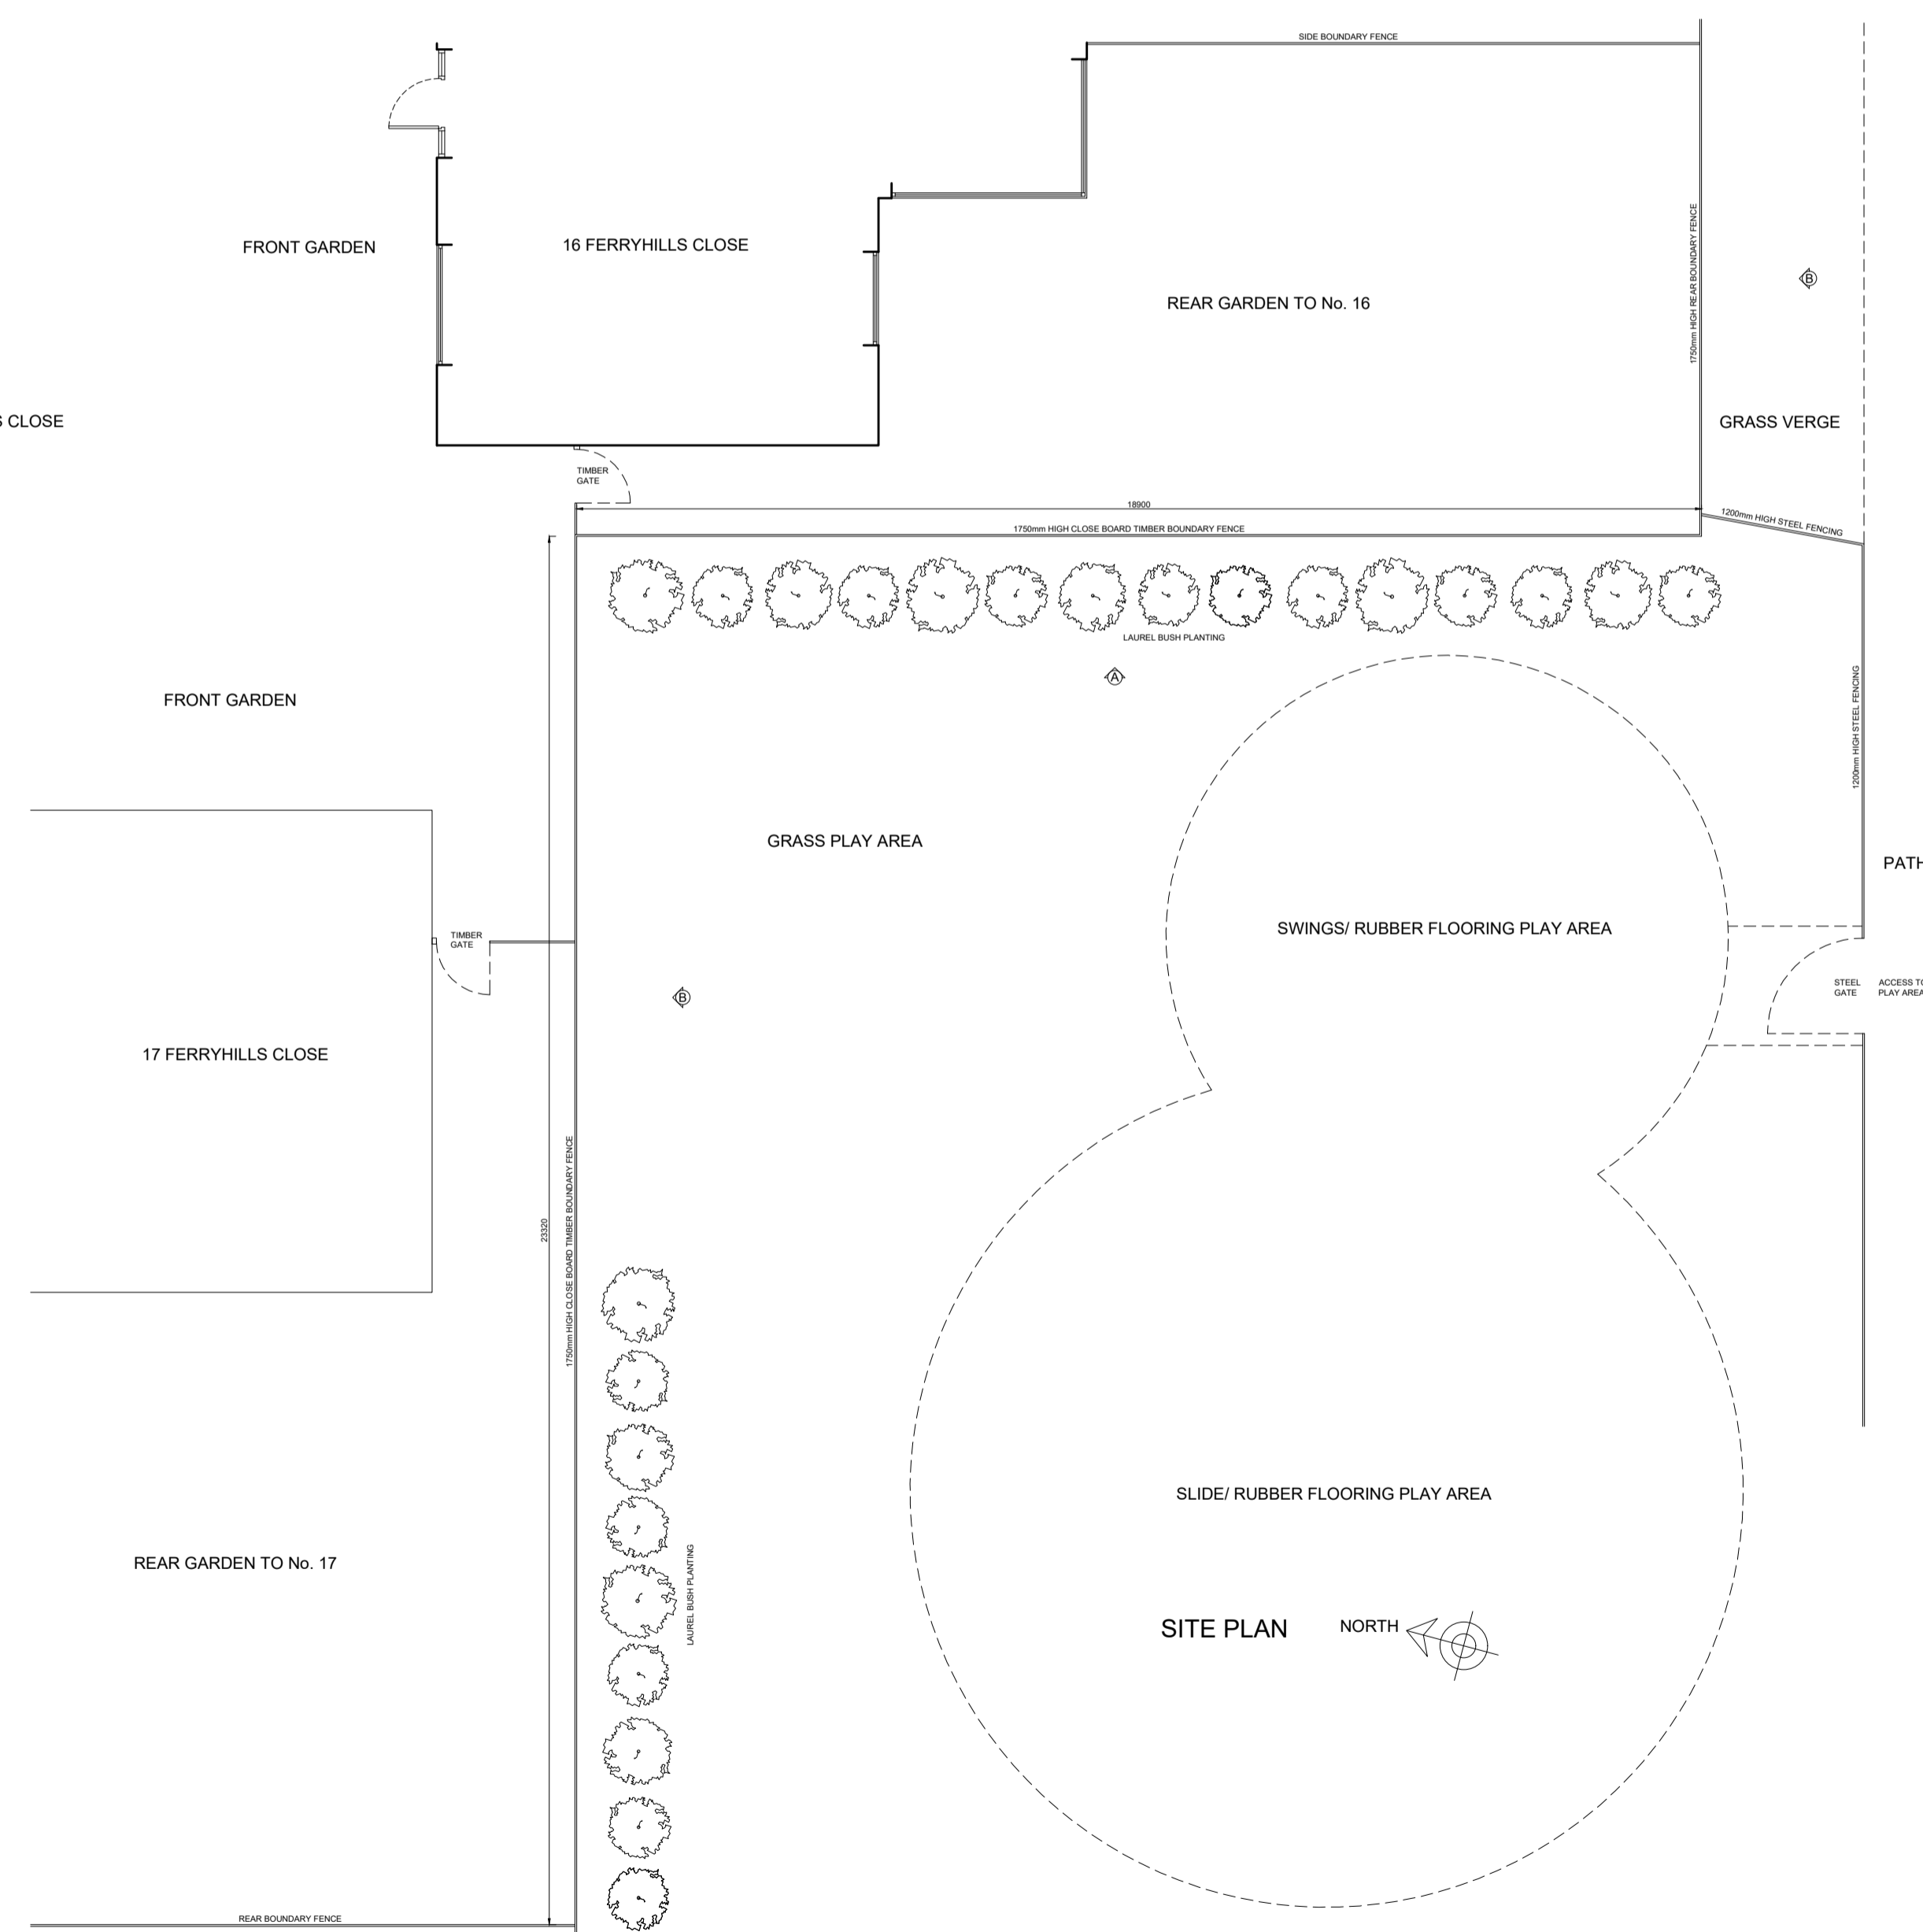 SIDE BOUNDARY FENCE
FRONT GARDEN
16 FERRYHILLS CLOSE
REAR GARDEN TO No. 16
1750mm HIGH REAR BOUNDARY FENCE
B
S CLOSE
GRASS VERGE
TIMBER
GATE
18900
1750mm HIGH CLOSE BOARD TIMBER BOUNDARY FENCE
1200mm HIGH STEEL FENCING
LAUREL BUSH PLANTING
A
FRONT GARDEN
1200mm HIGH STEEL FENCING
GRASS PLAY AREA
PATH
SWINGS/ RUBBER FLOORING PLAY AREA
TIMBER
GATE
STEEL
GATE
ACCESS TO
PLAY AREA
B
17 FERRYHILLS CLOSE
23320
1750mm HIGH CLOSE BOARD TIMBER BOUNDARY FENCE
SLIDE/ RUBBER FLOORING PLAY AREA
REAR GARDEN TO No. 17
LAUREL BUSH PLANTING
SITE PLAN
NORTH
REAR BOUNDARY FENCE